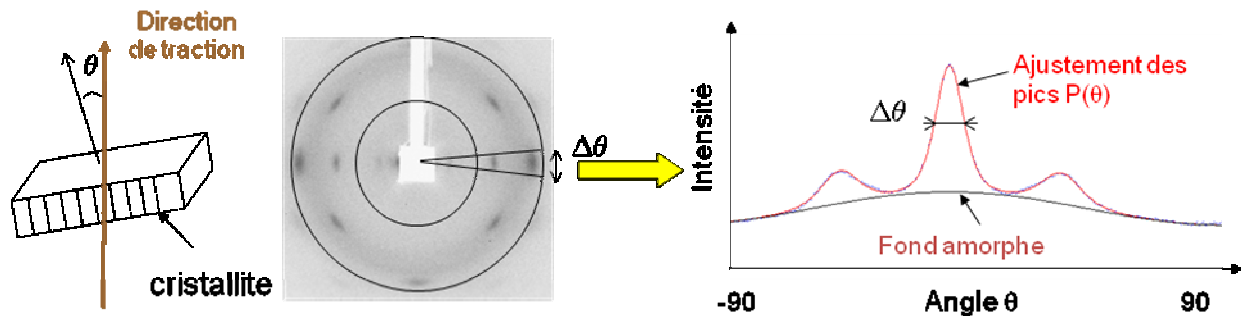 Direction
de traction
θ
cristallite
Δθ
Intensité
Δθ
Ajustement des
pics P(θ)
Fond amorphe
-90
Angle θ
90